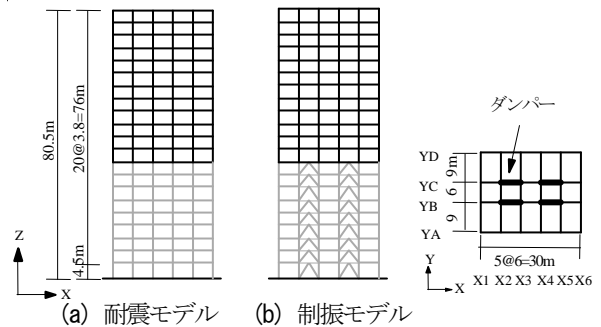 80.5m
20@3.8=76m
4.5m
Z
X
(a) 耐震モデル
(b) 制振モデル
ダンパー
YD
YC
YB
YA
9m
6
9
5@6=30m
Y
X
X1 X2 X3 X4 X5 X6